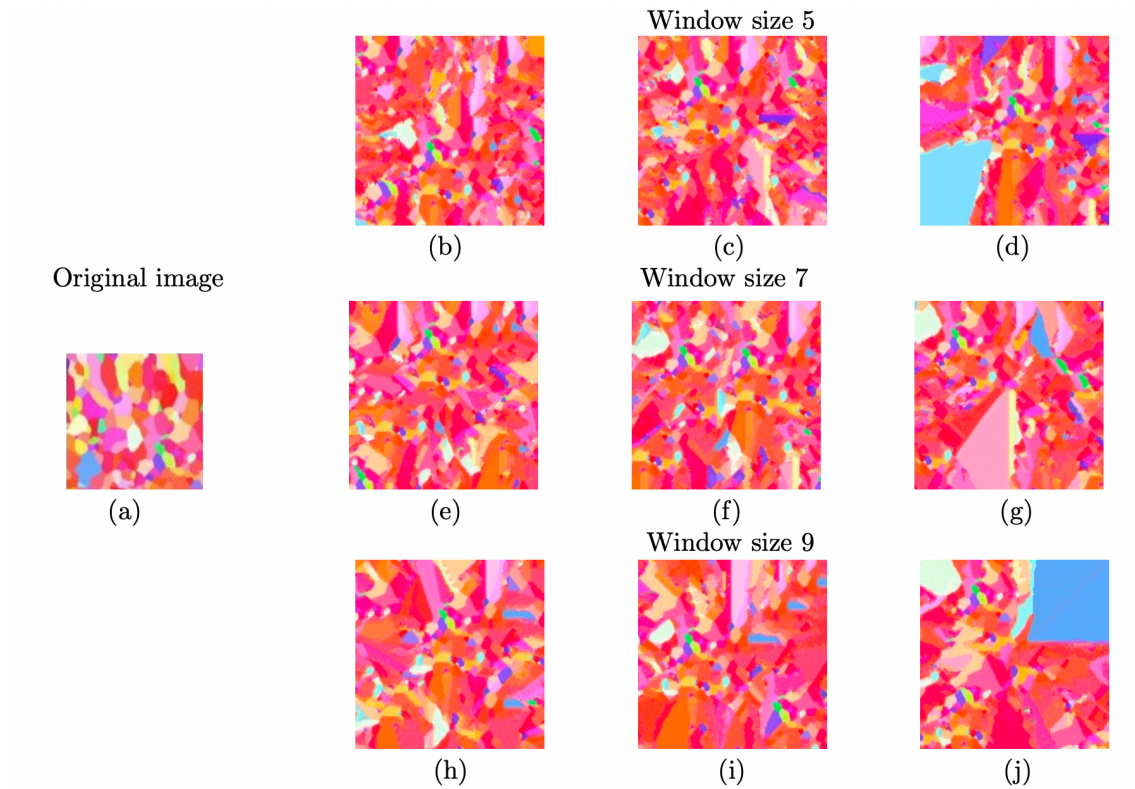 Window size 5
(b) (c) (d)
Original image
Window size 7
(a) (e) (f) (g)
Window size 9
(h) (i) (j)